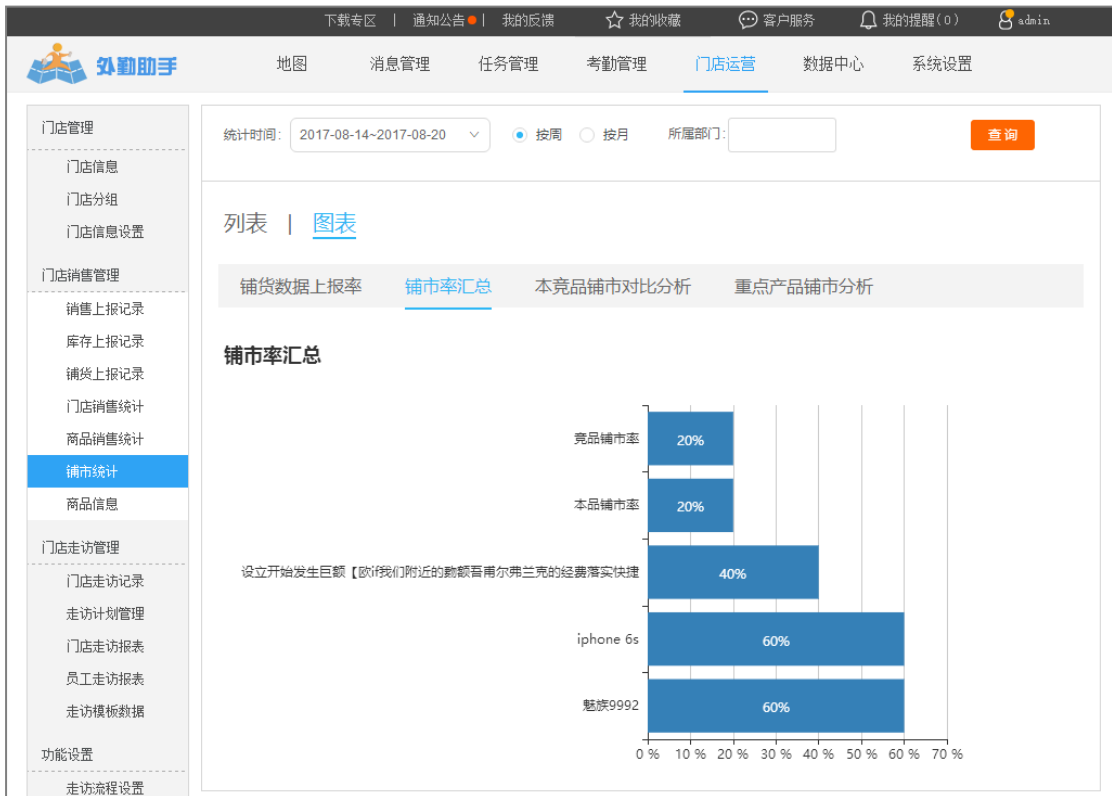 下载专区 | 通知公告 | 我的反馈 我的收藏 客户服务 我的提醒(0) admin
外勤助手 地图 消息管理 任务管理 考勤管理 门店运营 数据中心 系统设置
门店管理
门店信息
门店分组
门店信息设置
门店销售管理
销售上报记录
库存上报记录
铺货上报记录
门店销售统计
商品销售统计
铺市统计
商品信息
门店走访管理
门店走访记录
走访计划管理
门店走访报表
员工走访报表
走访模板数据
功能设置
走访流程设置
统计时间: 2017-08-14~2017-08-20 按周 按月 所属部门: 查询
列表 | 图表
铺货数据上报率 铺市率汇总 本竞品铺市对比分析 重点产品铺市分析
铺市率汇总
竞品铺市率 20%
本品铺市率 20%
设立开始发生巨额【欧if我们附近的鹅额吾甫尔弗兰克的经费落实快捷 40%
iphone 6s 60%
魅族9992 60%
0 % 10 % 20 % 30 % 40 % 50 % 60 % 70 %